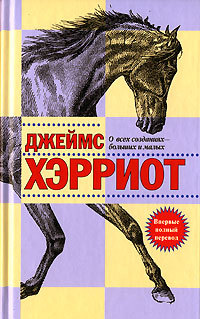 ДЖЕЙМС
О всех созданиях –
больших и малых
ХЭРРИОТ
Впервые
полный
перевод